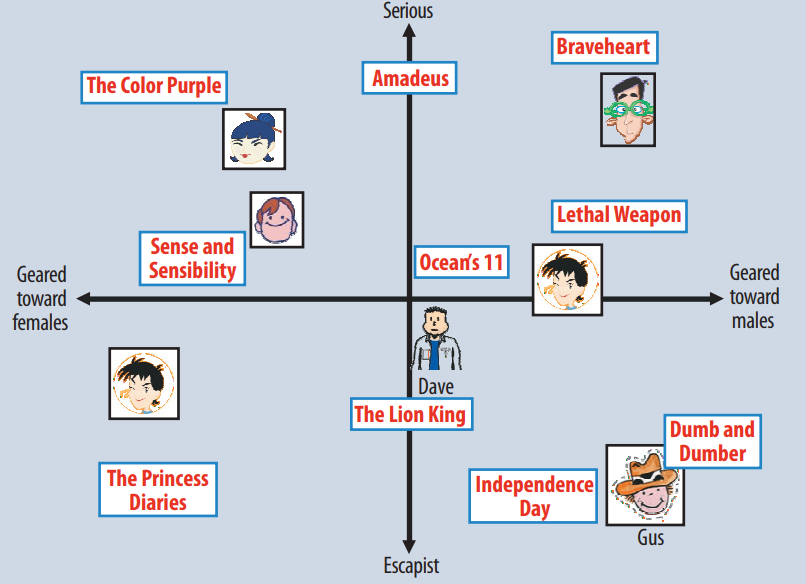 Serious
Braveheart
Amadeus
The Color Purple
Lethal Weapon
Sense and
Sensibility
Ocean's 11
Geared
toward
females
Geared
toward
males
Dave
The Lion King
Dumb and
Dumber
The Princess
Diaries
Independence
Day
Gus
Escapist